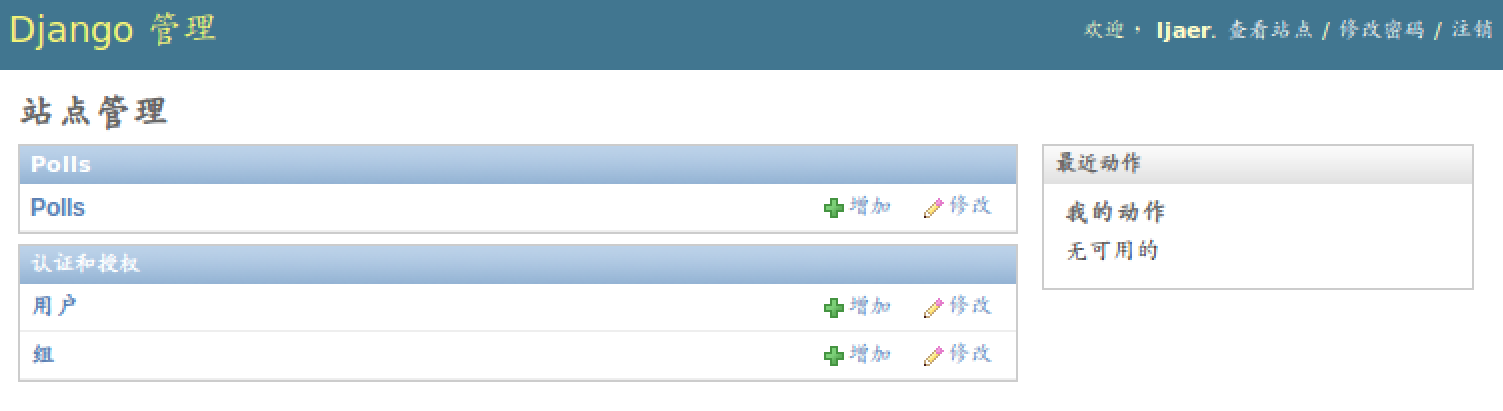 Django 管理
欢迎，ljaer. 查看站点 / 修改密码 / 注销
站点管理
Polls
Polls 增加 修改
认证和授权
用户 增加 修改
组 增加 修改
最近动作
我的动作
无可用的